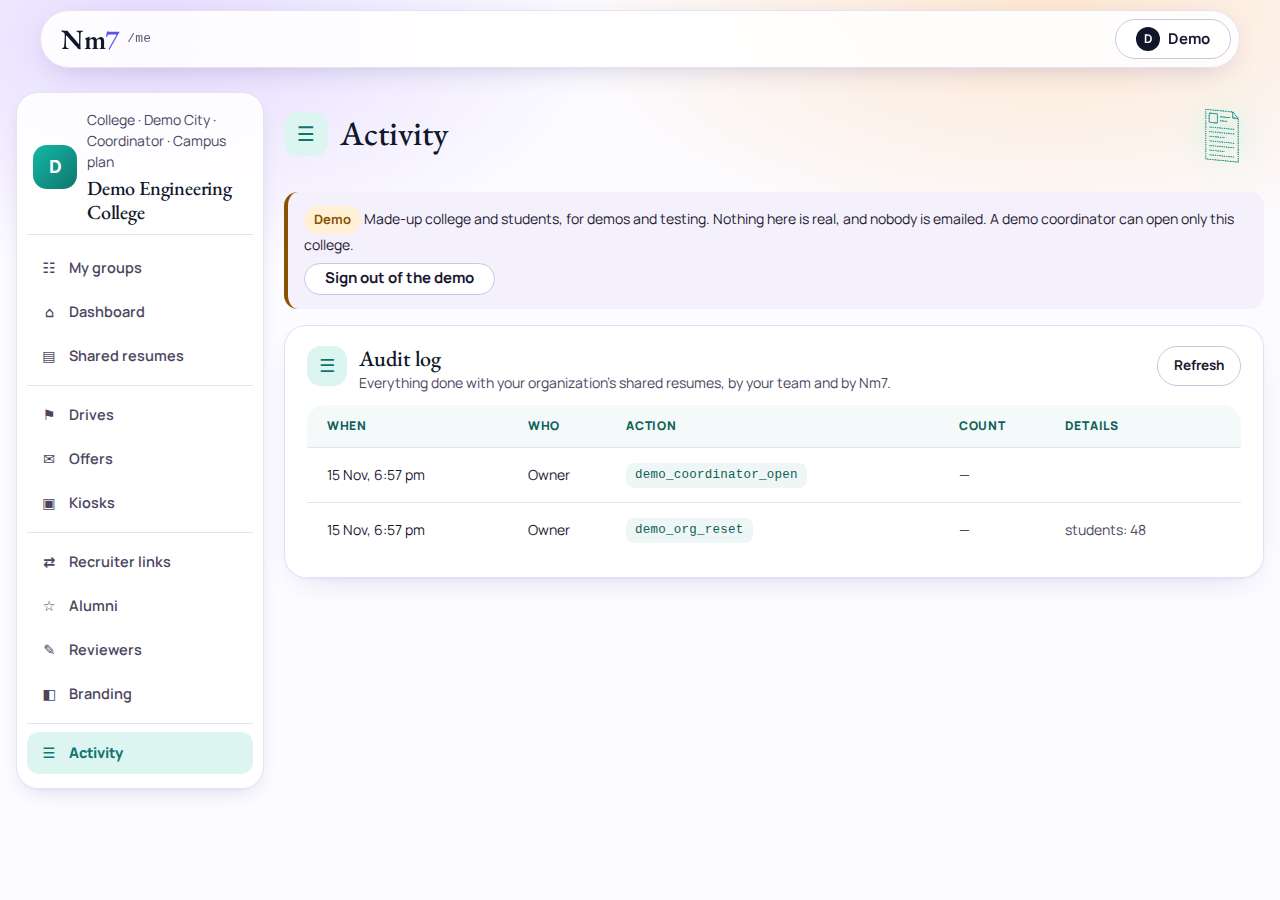 Nm7 /me
D Demo
College · Demo City ·
Coordinator · Campus
plan
D
Demo Engineering
College
My groups
Dashboard
Shared resumes
Drives
Offers
Kiosks
Recruiter links
Alumni
Reviewers
Branding
Activity
Activity
Demo Made-up college and students, for demos and testing. Nothing here is real, and nobody is emailed. A demo coordinator can open only this
college.
Sign out of the demo
Audit log
Everything done with your organization's shared resumes, by your team and by Nm7.
Refresh
WHEN WHO ACTION COUNT DETAILS
15 Nov, 6:57 pm Owner demo_coordinator_open —
15 Nov, 6:57 pm Owner demo_org_reset — students: 48